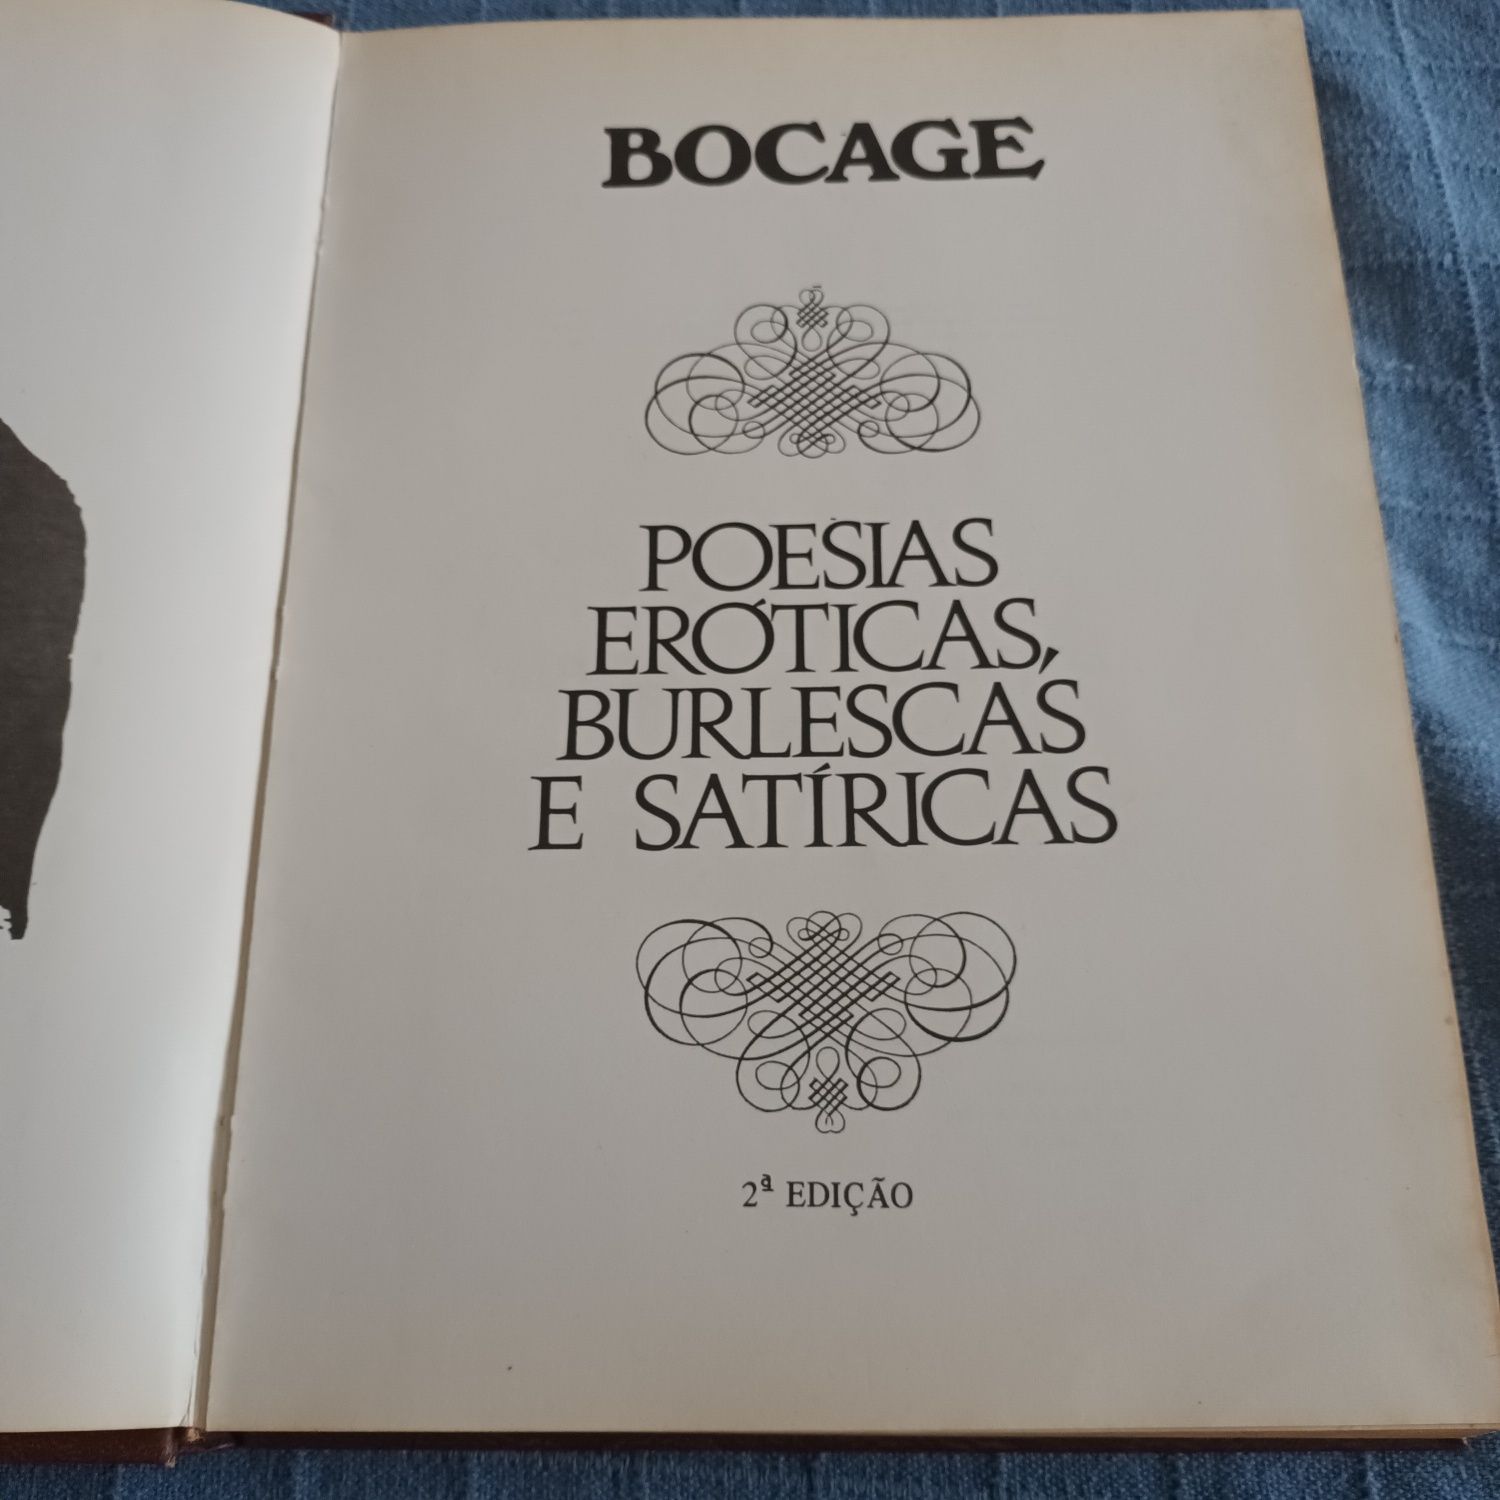 BOCAGE
POESIAS
ERÓTICAS,
BURLESCAS
E SATÍRICAS
2ª EDIÇÃO